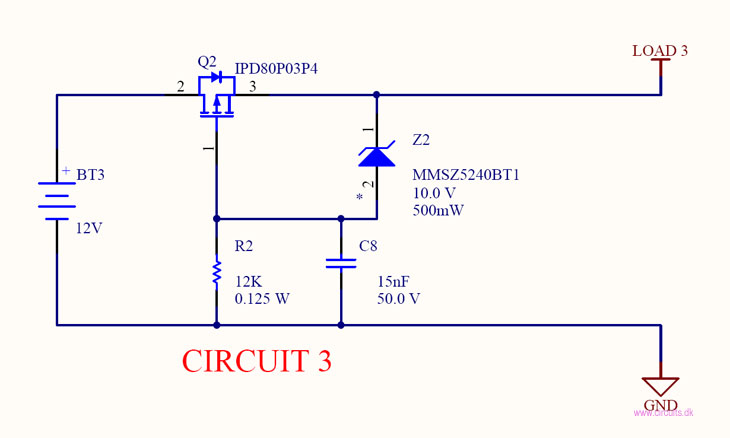 LOAD 3
Q2
IPD80P03P4
2
3
1
1
Z2
+
BT3
MMSZ5240BT1
2
10.0 V
*
500mW
12V
R2
C8
12K
15nF
0.125 W
50.0 V
CIRCUIT 3
GND
www.circuits.dk